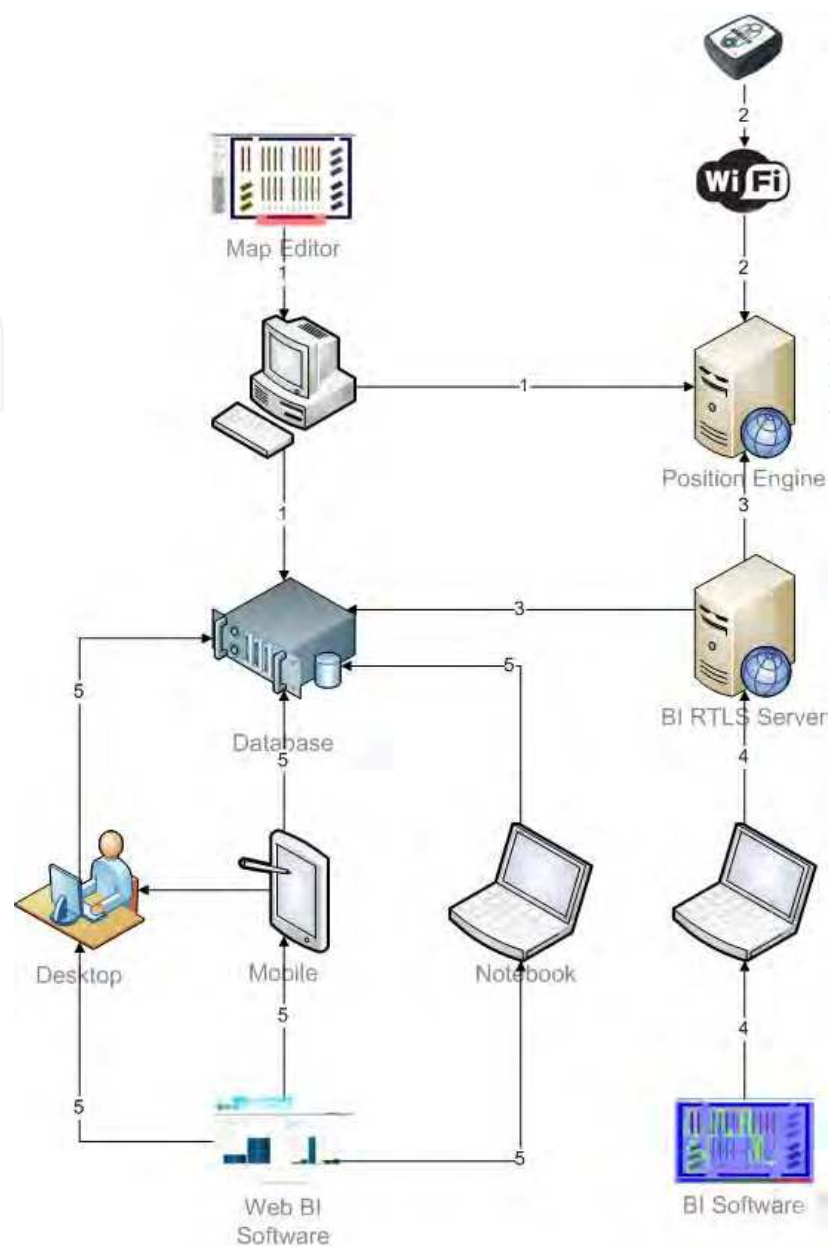 2
Wi Fi
2
Map Editor
1
1
Position Engine
1
3
3
5
5
BI RTLS Server
Database
5
4
Desktop
Mobile
Notebook
5
4
5
5
Web BI
Software
BI Software